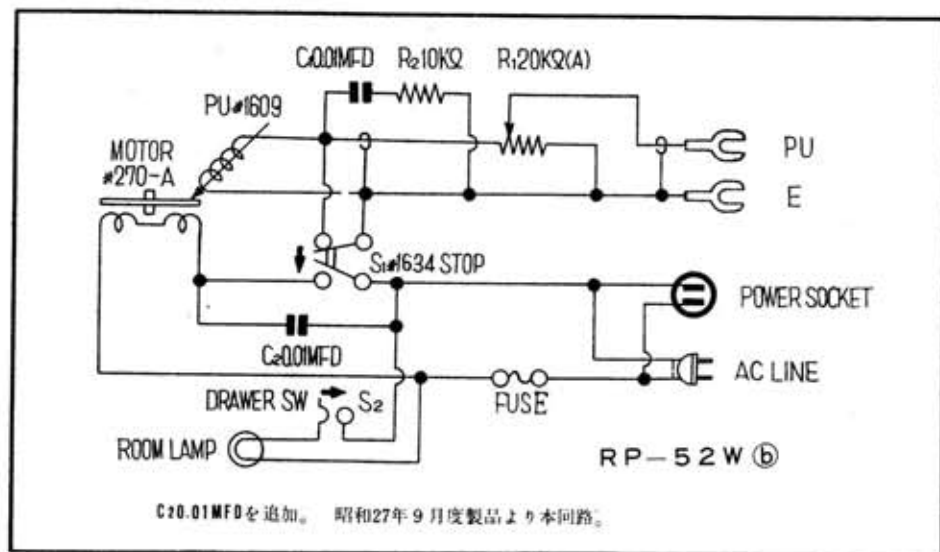 C₁0.01MFD R₂10KΩ R₁20KΩ(A)
PU#1609
MOTOR
#270-A
PU
E
S₁#1634 STOP
POWER SOCKET
C₂0.01MFD
AC LINE
DRAWER SW S₂
FUSE
ROOM LAMP
RP-52W ⓑ
C₂0.01MFDを追加。 昭和27年9月度製品より本回路。